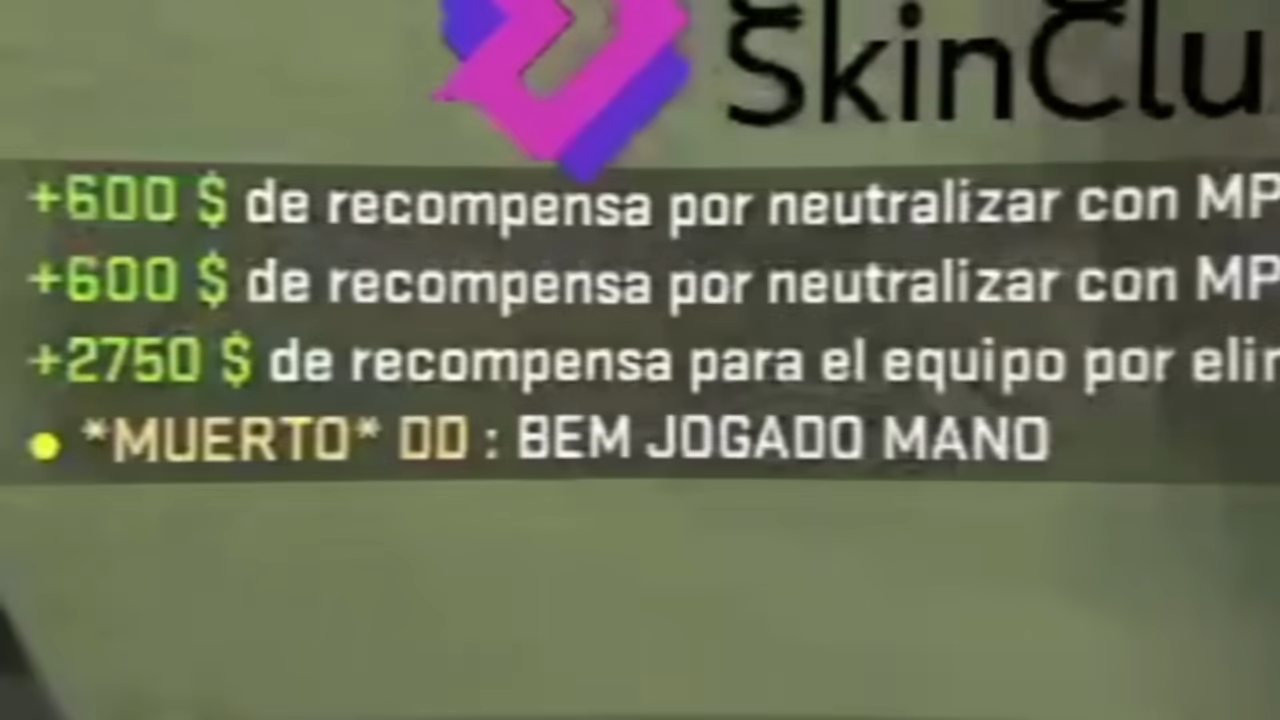 SkinClu
+600 $ de recompensa por neutralizar con MP
+600 $ de recompensa por neutralizar con MP
+2750 $ de recompensa para el equipo por elim
*MUERTO* DD : BEM JOGADO MANO